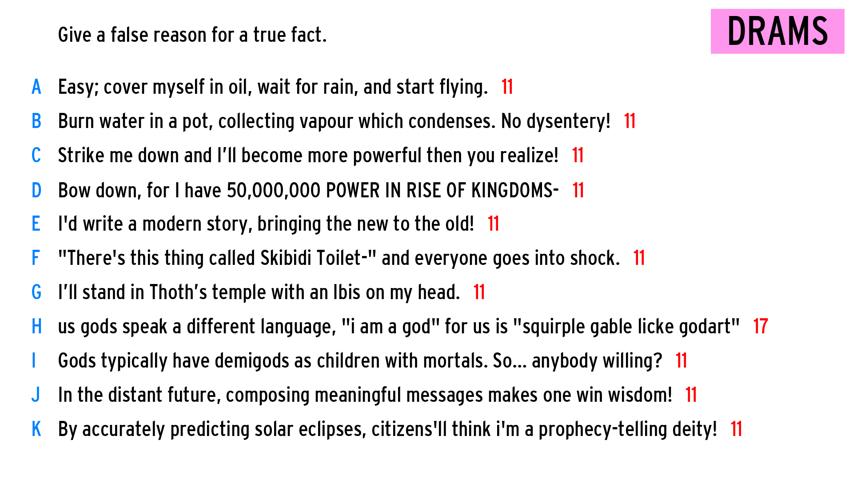 Give a false reason for a true fact.
DRAMS
A Easy; cover myself in oil, wait for rain, and start flying. 11
B Burn water in a pot, collecting vapour which condenses. No dysentery! 11
C Strike me down and I’ll become more powerful then you realize! 11
D Bow down, for I have 50,000,000 POWER IN RISE OF KINGDOMS- 11
E I'd write a modern story, bringing the new to the old! 11
F "There's this thing called Skibidi Toilet-" and everyone goes into shock. 11
G I’ll stand in Thoth’s temple with an Ibis on my head. 11
H us gods speak a different language, "i am a god" for us is "squirple gable licke godart" 17
I Gods typically have demigods as children with mortals. So... anybody willing? 11
J In the distant future, composing meaningful messages makes one win wisdom! 11
K By accurately predicting solar eclipses, citizens'll think i'm a prophecy-telling deity! 11